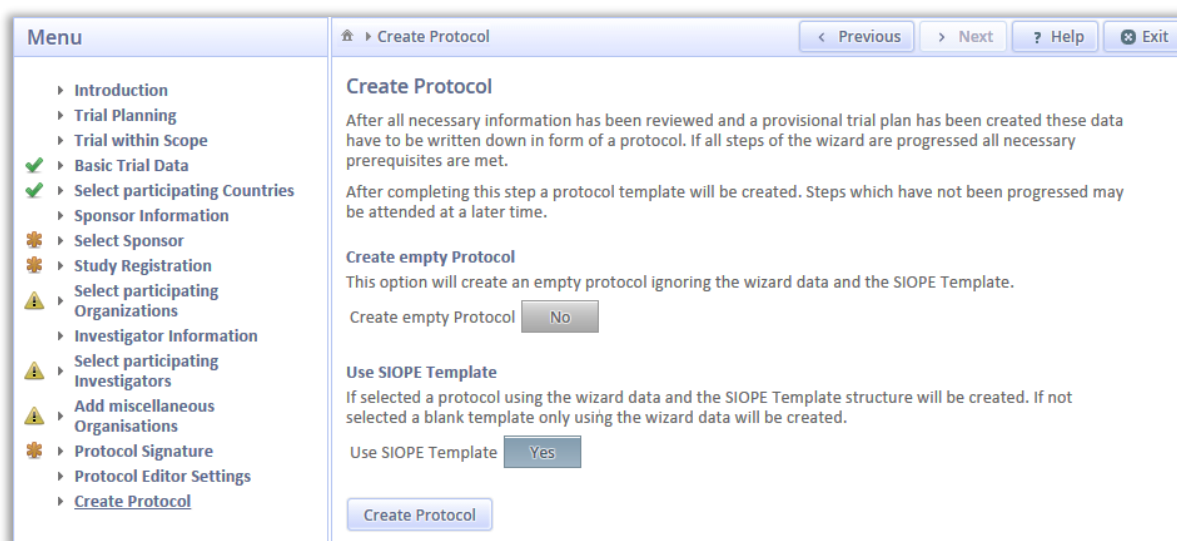 Menu
Create Protocol
Previous
Next
? Help
Exit
Introduction
Trial Planning
Trial within Scope
Basic Trial Data
Select participating Countries
Sponsor Information
Select Sponsor
Study Registration
Select participating
Organizations
Investigator Information
Select participating
Investigators
Add miscellaneous
Organisations
Protocol Signature
Protocol Editor Settings
Create Protocol
Create Protocol
After all necessary information has been reviewed and a provisional trial plan has been created these data
have to be written down in form of a protocol. If all steps of the wizard are progressed all necessary
prerequisites are met.
After completing this step a protocol template will be created. Steps which have not been progressed may
be attended at a later time.
Create empty Protocol
This option will create an empty protocol ignoring the wizard data and the SIOPE Template.
Create empty Protocol No
Use SIOPE Template
If selected a protocol using the wizard data and the SIOPE Template structure will be created. If not
selected a blank template only using the wizard data will be created.
Use SIOPE Template Yes
Create Protocol